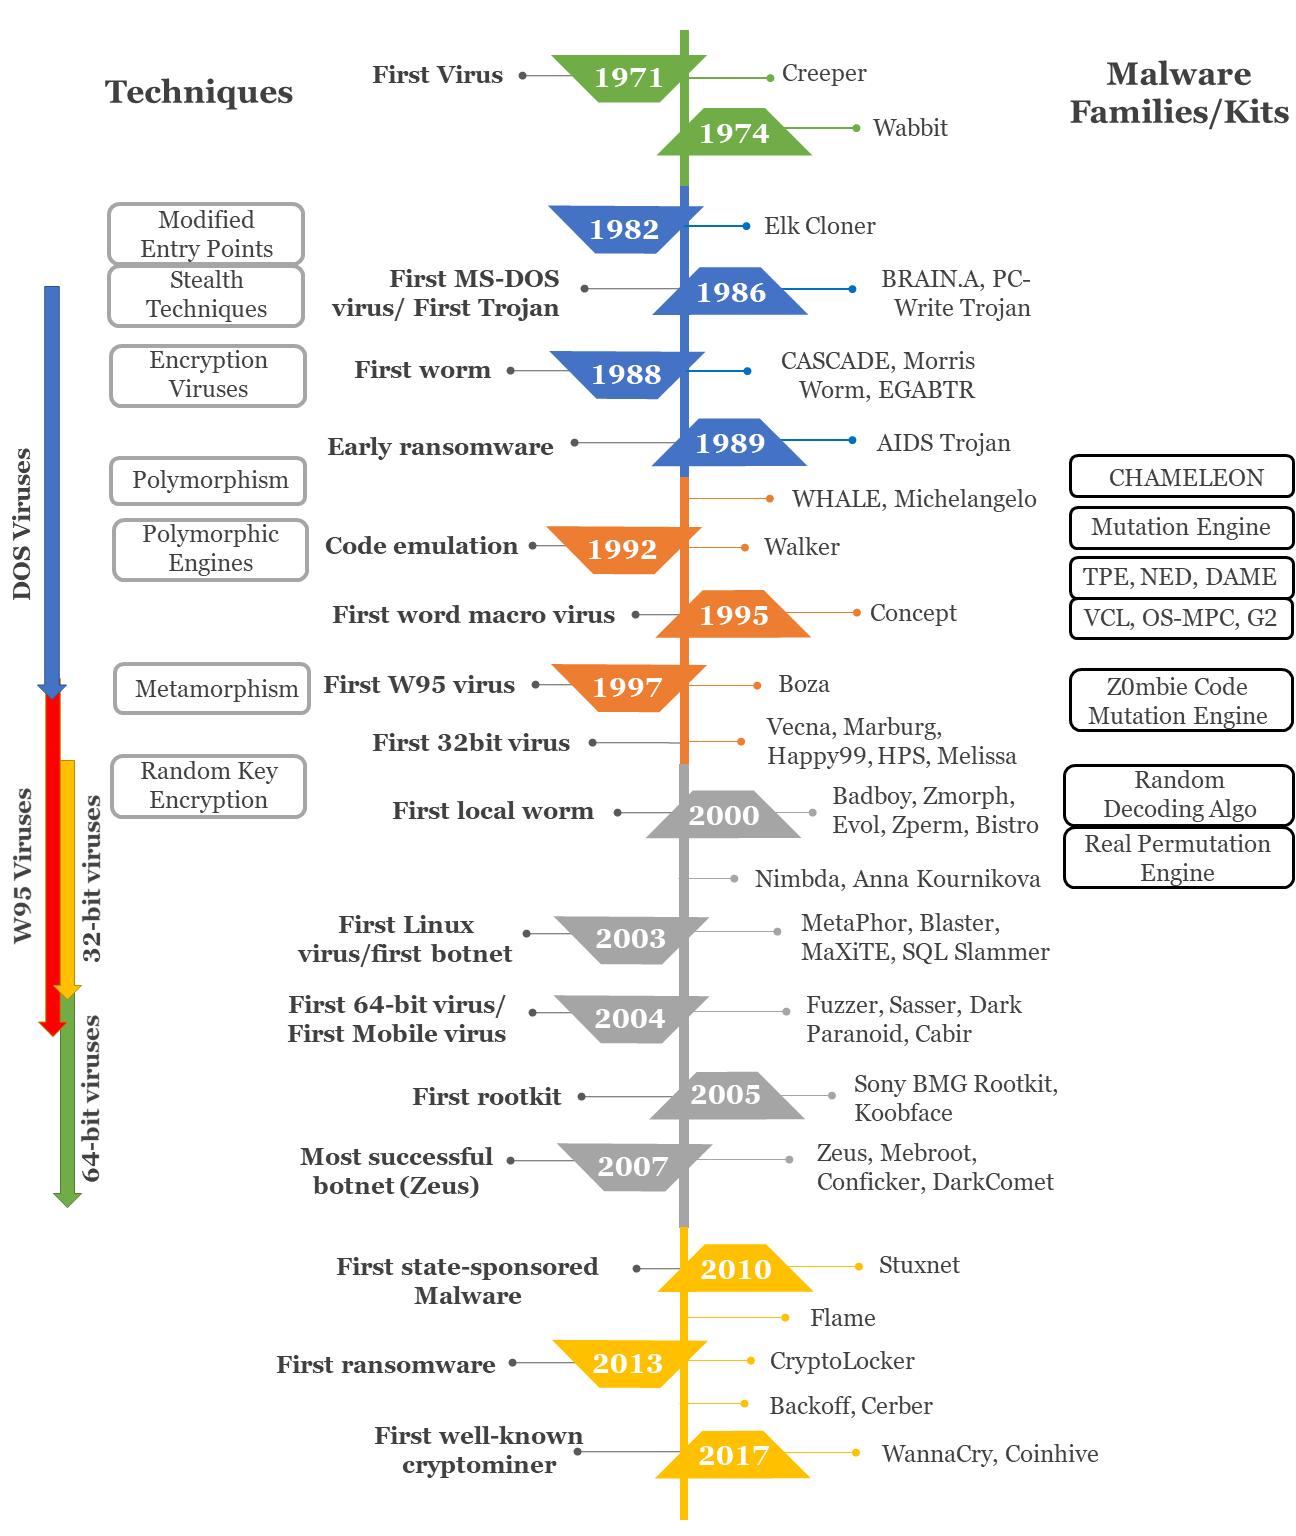 Techniques
Malware
Families/Kits
First Virus
1971
Creeper
1974
Wabbit
Modified
Entry Points
1982
Elk Cloner
Stealth
Techniques
First MS-DOS
virus/ First Trojan
1986
BRAIN.A, PC-
Write Trojan
Encryption
Viruses
First worm
1988
CASCADE, Morris
Worm, EGABTR
Early ransomware
1989
AIDS Trojan
Polymorphism
WHALE, Michelangelo
CHAMELEON
Polymorphic
Engines
Code emulation
1992
Walker
Mutation Engine
TPE, NED, DAME
First word macro virus
1995
Concept
VCL, OS-MPC, G2
Metamorphism
First W95 virus
1997
Boza
Z0mbie Code
Mutation Engine
First 32bit virus
Vecna, Marburg,
Happy99, HPS, Melissa
Random Key
Encryption
First local worm
2000
Badboy, Zmorph,
Evol, Zperm, Bistro
Random
Decoding Algo
Real Permutation
Engine
Nimbda, Anna Kournikova
First Linux
virus/first botnet
2003
MetaPhor, Blaster,
MaXiTE, SQL Slammer
First 64-bit virus/
First Mobile virus
2004
Fuzzer, Sasser, Dark
Paranoid, Cabir
First rootkit
2005
Sony BMG Rootkit,
Koobface
Most successful
botnet (Zeus)
2007
Zeus, Mebroot,
Conficker, DarkComet
First state-sponsored
Malware
2010
Stuxnet
Flame
First ransomware
2013
CryptoLocker
Backoff, Cerber
First well-known
cryptominer
2017
WannaCry, Coinhive
DOS Viruses
W95 Viruses
32-bit viruses
64-bit viruses